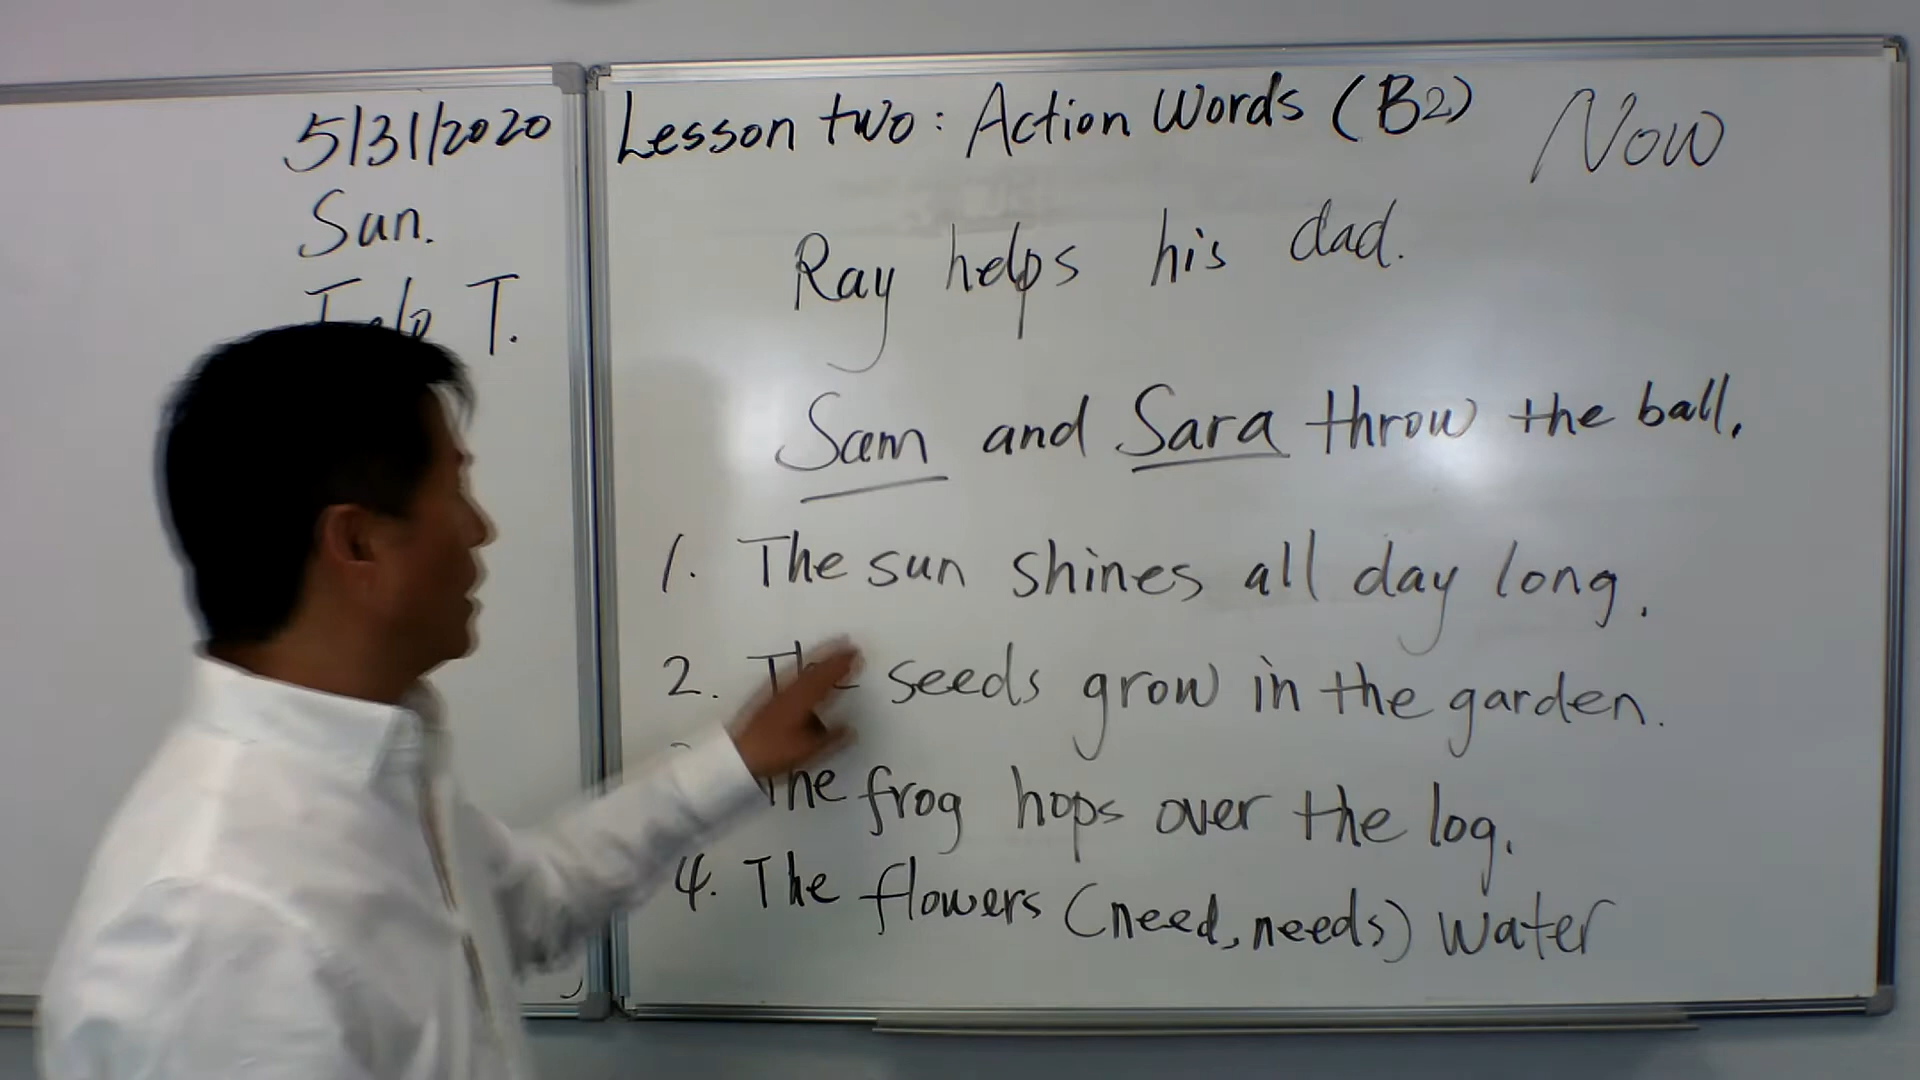 5/31/2020
Sun.
T.
Lesson two: Action Words (B2)
Now
Ray helps his dad.
Sam and Sara throw the ball.
1. The sun shines all day long.
2. The seeds grow in the garden.
The frog hops over the log.
4. The flowers (need, needs) water